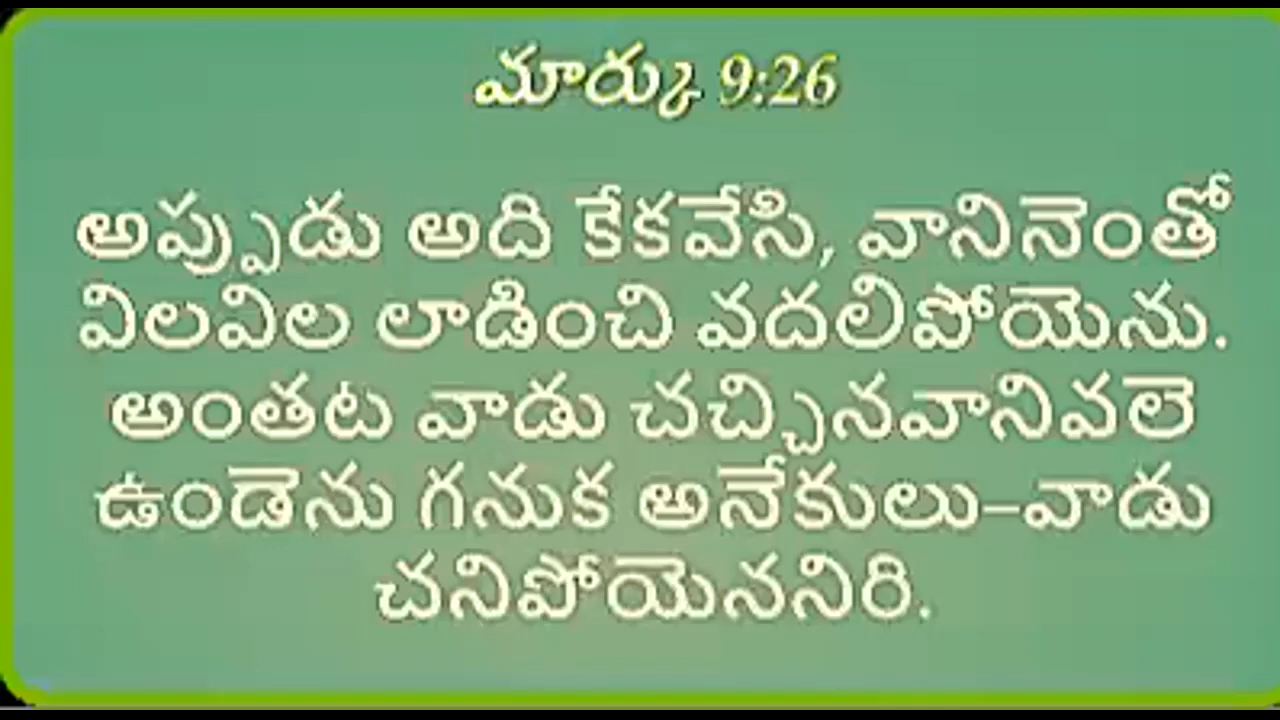 మార్కు 9:26
అప్పుడు అది కేకవేసి, వానినెంతో
విలవిల లాడించి వదలిపోయెను.
అంతట వాడు చచ్చినవానివలె
ఉండెను గనుక అనేకులు–వాడు
చనిపోయెననిరి.